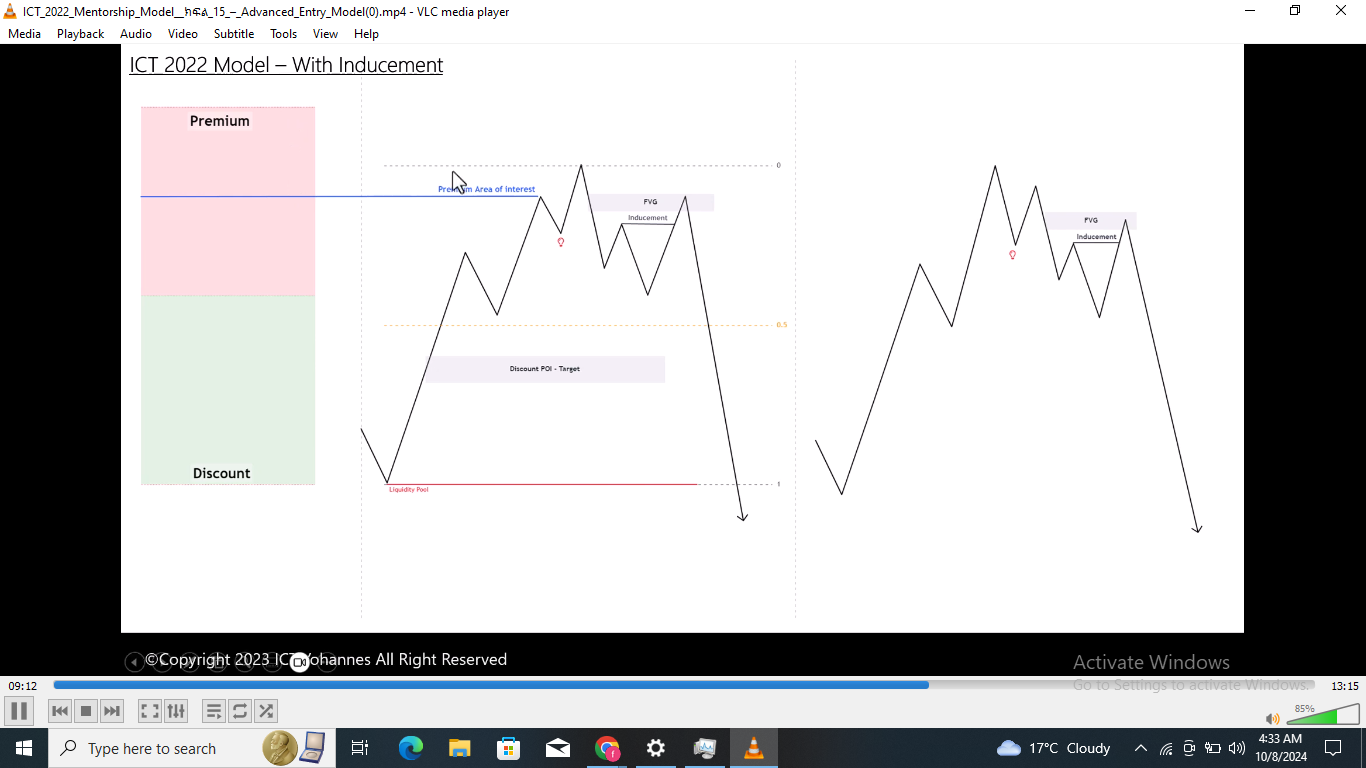 ICT_2022_Mentorship_Model__ክፍል_15_–_Advanced_Entry_Model(0).mp4 - VLC media player
Media Playback Audio Video Subtitle Tools View Help
ICT 2022 Model – With Inducement
Premium
0
Premium Area of Interest
FVG
Inducement
FVG
Inducement
0.5
Discount POI - Target
Discount
1
Liquidity Pool
©Copyright 2023 ICT Yohannes All Right Reserved
Activate Windows
Go to Settings to activate Windows.
09:12
13:15
85%
Type here to search
17°C Cloudy
4:33 AM
10/8/2024